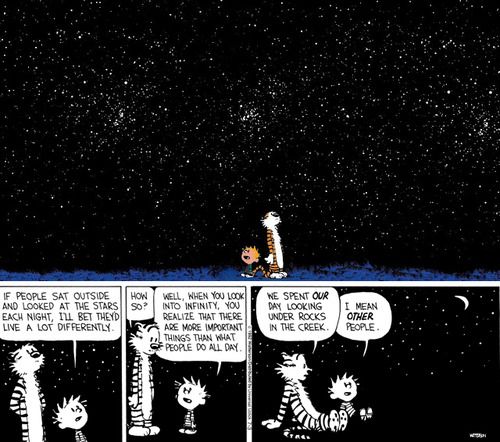 IF PEOPLE SAT OUTSIDE
AND LOOKED AT THE STARS
EACH NIGHT, I'LL BET THEY'D
LIVE A LOT DIFFERENTLY.
HOW
SO?
WELL, WHEN YOU LOOK
INTO INFINITY, YOU
REALIZE THAT THERE
ARE MORE IMPORTANT
THINGS THAN WHAT
PEOPLE DO ALL DAY.
WE SPENT OUR
DAY LOOKING
UNDER ROCKS
IN THE CREEK.
I MEAN
OTHER
PEOPLE.